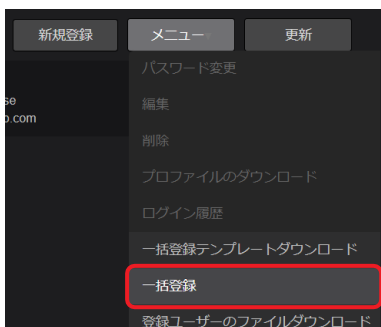 新規登録 メニュー 更新
パスワード変更
se
編集
o.com
削除
プロファイルのダウンロード
ログイン履歴
一括登録テンプレートダウンロード
一括登録
登録ユーザーのファイルダウンロード